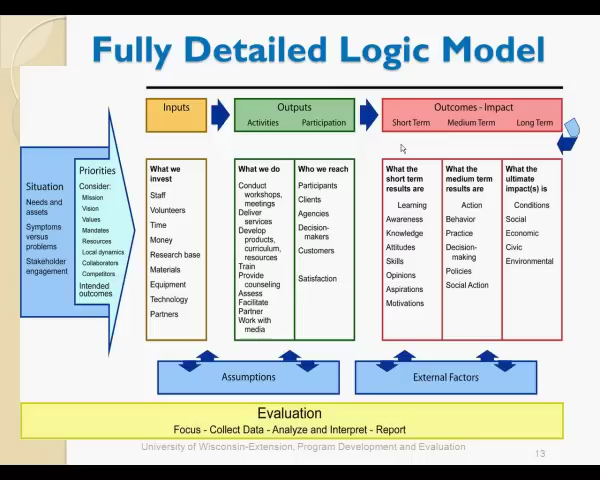 Fully Detailed Logic Model
Inputs
Outputs
Activities Participation
Outcomes - Impact
Short Term Medium Term Long Term
Situation
Needs and
assets
Symptoms
versus
problems
Stakeholder
engagement
Priorities
Consider:
Mission
Vision
Values
Mandates
Resources
Local dynamics
Collaborators
Competitors
Intended
outcomes
What we
invest
Staff
Volunteers
Time
Money
Research base
Materials
Equipment
Technology
Partners
What we do
Conduct
workshops,
meetings
Deliver
services
Develop
products,
curriculum,
resources
Train
Provide
counseling
Assess
Facilitate
Partner
Work with
media
Who we reach
Participants
Clients
Agencies
Decision-
makers
Customers
Satisfaction
What the
short term
results are
Learning
Awareness
Knowledge
Attitudes
Skills
Opinions
Aspirations
Motivations
What the
medium term
results are
Action
Behavior
Practice
Decision-
making
Policies
Social Action
What the
ultimate
impact(s) is
Conditions
Social
Economic
Civic
Environmental
Assumptions
External Factors
Evaluation
Focus - Collect Data - Analyze and Interpret - Report
University of Wisconsin-Extension, Program Development and Evaluation
13